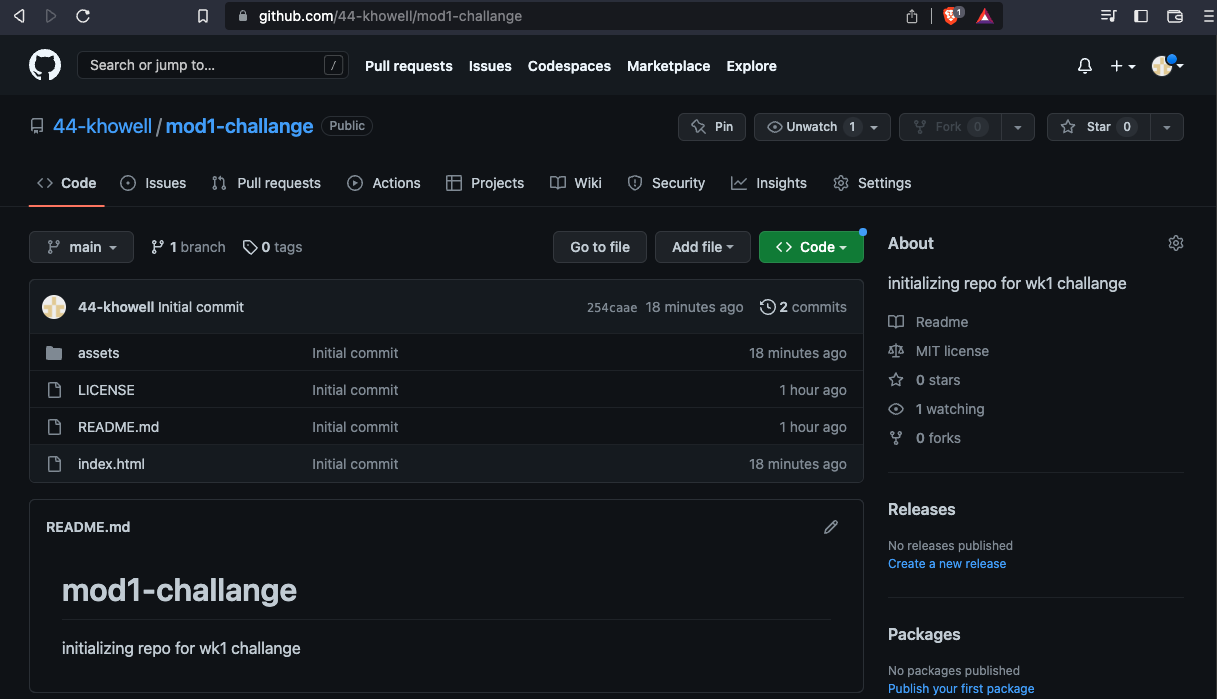 github.com/44-khowell/mod1-challange
1
Search or jump to...
/
Pull requests
Issues
Codespaces
Marketplace
Explore
44-khowell / mod1-challange
Public
Pin
Unwatch 1
Fork 0
Star 0
Code
Issues
Pull requests
Actions
Projects
Wiki
Security
Insights
Settings
main
1 branch
0 tags
Go to file
Add file
Code
44-khowell Initial commit
254caae 18 minutes ago
2 commits
assets Initial commit 18 minutes ago
LICENSE Initial commit 1 hour ago
README.md Initial commit 1 hour ago
index.html Initial commit 18 minutes ago
README.md
mod1-challange
initializing repo for wk1 challange
About
initializing repo for wk1 challange
Readme
MIT license
0 stars
1 watching
0 forks
Releases
No releases published
Create a new release
Packages
No packages published
Publish your first package